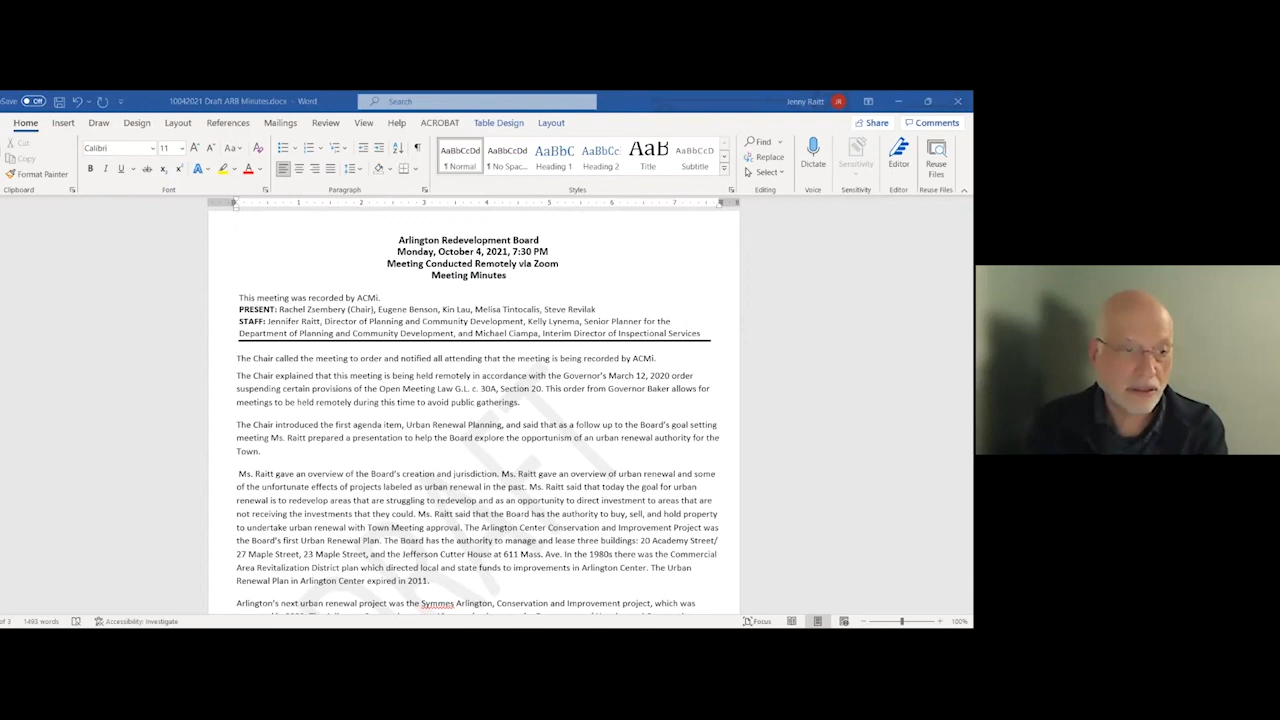 Save Off 10042021 Draft ARB Minutes.docx - Word Search Jenny Raitt JR
Home Insert Draw Design Layout References Mailings Review View Help ACROBAT Table Design Layout Share Comments
Cut
Copy
Format Painter
Clipboard
Calibri 11
Font
Paragraph
AaBbCcDd AaBbCcDd AaBbC AaBbCc AaB AaBbCcD
¶ Normal ¶ No Spac... Heading 1 Heading 2 Title Subtitle
Styles
Find
Replace
Select
Editing
Dictate
Voice
Sensitivity
Sensitivity
Editor
Editor
Reuse
Files
Reuse Files
1 2 3 4 5 6 7
Arlington Redevelopment Board
Monday, October 4, 2021, 7:30 PM
Meeting Conducted Remotely via Zoom
Meeting Minutes
This meeting was recorded by ACMi.
PRESENT: Rachel Zsembery (Chair), Eugene Benson, Kin Lau, Melisa Tintocalis, Steve Revilak
STAFF: Jennifer Raitt, Director of Planning and Community Development, Kelly Lynema, Senior Planner for the
Department of Planning and Community Development, and Michael Ciampa, Interim Director of Inspectional Services
The Chair called the meeting to order and notified all attending that the meeting is being recorded by ACMi.
The Chair explained that this meeting is being held remotely in accordance with the Governor's March 12, 2020 order
suspending certain provisions of the Open Meeting Law G.L. c. 30A, Section 20. This order from Governor Baker allows for
meetings to be held remotely during this time to avoid public gatherings.
The Chair introduced the first agenda item, Urban Renewal Planning, and said that as a follow up to the Board's goal setting
meeting Ms. Raitt prepared a presentation to help the Board explore the opportunism of an urban renewal authority for the
Town.
Ms. Raitt gave an overview of the Board's creation and jurisdiction. Ms. Raitt gave an overview of urban renewal and some
of the unfortunate effects of projects labeled as urban renewal in the past. Ms. Raitt said that today the goal for urban
renewal is to redevelop areas that are struggling to redevelop and as an opportunity to direct investment to areas that are
not receiving the investments that they could. Ms. Raitt said that the Board has the authority to buy, sell, and hold property
to undertake urban renewal with Town Meeting approval. The Arlington Center Conservation and Improvement Project was
the Board's first Urban Renewal Plan. The Board has the authority to manage and lease three buildings: 20 Academy Street/
27 Maple Street, 23 Maple Street, and the Jefferson Cutter House at 611 Mass. Ave. In the 1980s there was the Commercial
Area Revitalization District plan which directed local and state funds to improvements in Arlington Center. The Urban
Renewal Plan in Arlington Center expired in 2011.
Arlington's next urban renewal project was the Symmes Arlington, Conservation and Improvement project, which was
DRAFT
of 3 1493 words Accessibility: Investigate Focus 100%